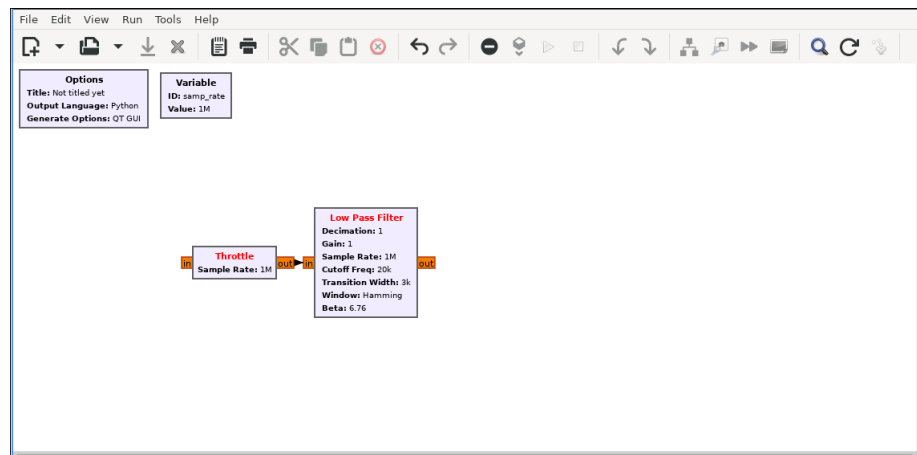 File Edit View Run Tools Help
Options
Title: Not titled yet
Output Language: Python
Generate Options: QT GUI
Variable
ID: samp_rate
Value: 1M
in
Throttle
Sample Rate: 1M
out
in
Low Pass Filter
Decimation: 1
Gain: 1
Sample Rate: 1M
Cutoff Freq: 20k
Transition Width: 3k
Window: Hamming
Beta: 6.76
out